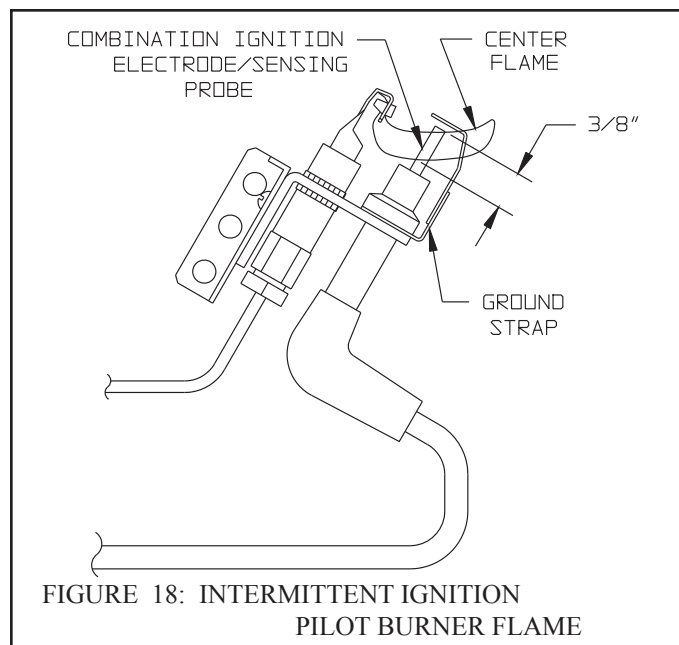 COMBINATION IGNITION
ELECTRODE/SENSING
PROBE
CENTER
FLAME
3/8"
GROUND
STRAP
FIGURE 18: INTERMITTENT IGNITION
PILOT BURNER FLAME